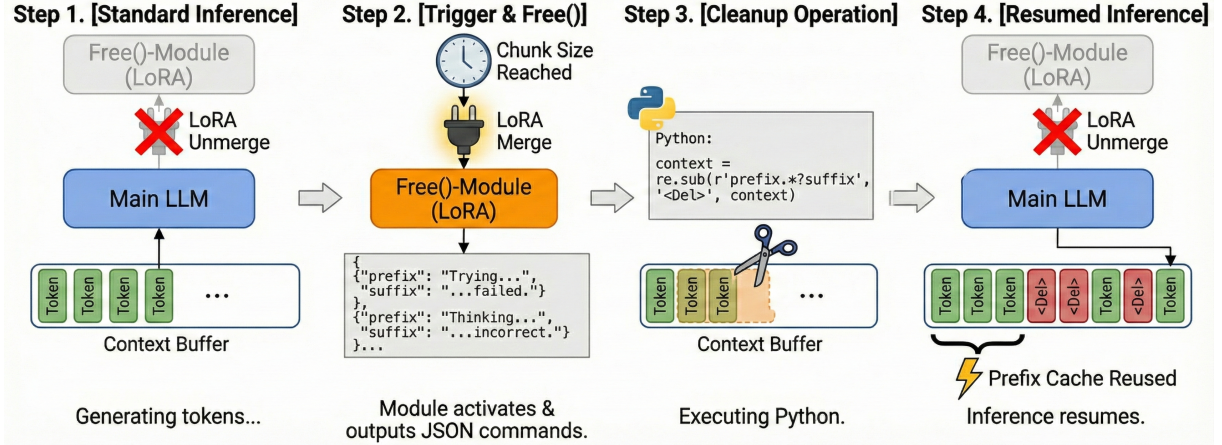 Step 1. [Standard Inference]
Free()-Module
(LoRA)
LoRA
Unmerge
Main LLM
Token
Token
Token
Token
...
Context Buffer
Generating tokens...
Step 2. [Trigger & Free()]
Chunk Size
Reached
LoRA
Merge
Free()-Module
(LoRA)
{
{"prefix": "Trying...",
"suffix": "...failed."}
},
{"prefix": "Thinking...",
"suffix": "...incorrect."}
}...
Module activates &
outputs JSON commands.
Step 3. [Cleanup Operation]
Python:
context =
re.sub(r'prefix.*?suffix',
'<Del>', context)
Token
Token
Token
...
Context Buffer
Executing Python.
Step 4. [Resumed Inference]
Free()-Module
(LoRA)
LoRA
Unmerge
Main LLM
Token
Token
Token
<Del>
<Del>
Token
<Del>
Token
Prefix Cache Reused
Inference resumes.